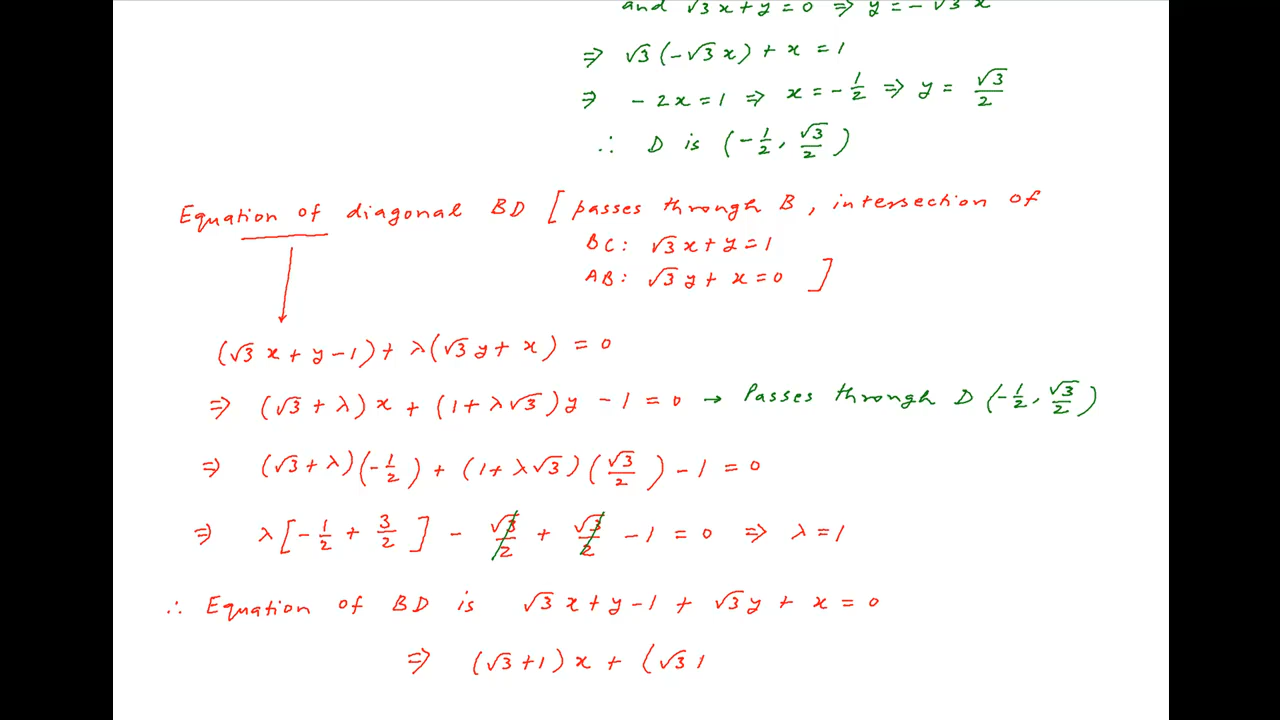 and √3 x + y = 0 ⇒ y = - √3 x
⇒ √3 (-√3 x) + x = 1
⇒ - 2x = 1 ⇒ x = - 1/2 ⇒ y = √3/2
∴ D is (-1/2, √3/2)
Equation of diagonal BD [ passes through B, intersection of
BC: √3 x + y = 1
AB: √3 y + x = 0 ]
(√3 x + y - 1) + λ(√3 y + x) = 0
⇒ (√3 + λ) x + (1 + λ √3) y - 1 = 0 → Passes through D (-1/2, √3/2)
⇒ (√3 + λ)(-1/2) + (1 + λ √3)(√3/2) - 1 = 0
⇒ λ [-1/2 + 3/2] - √3/2 + √3/2 - 1 = 0 ⇒ λ = 1
∴ Equation of BD is √3 x + y - 1 + √3 y + x = 0
⇒ (√3 + 1) x + (√3 1